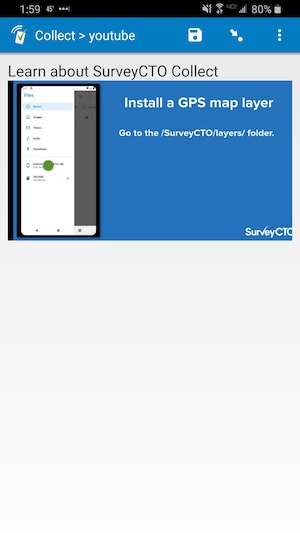 1:59 45° 80%
Collect > youtube
Learn about SurveyCTO Collect
Install a GPS map layer
Files
Recent
Images
Go to the /SurveyCTO/layers/ folder.
Videos
Audio
Downloads
SurveyCTO